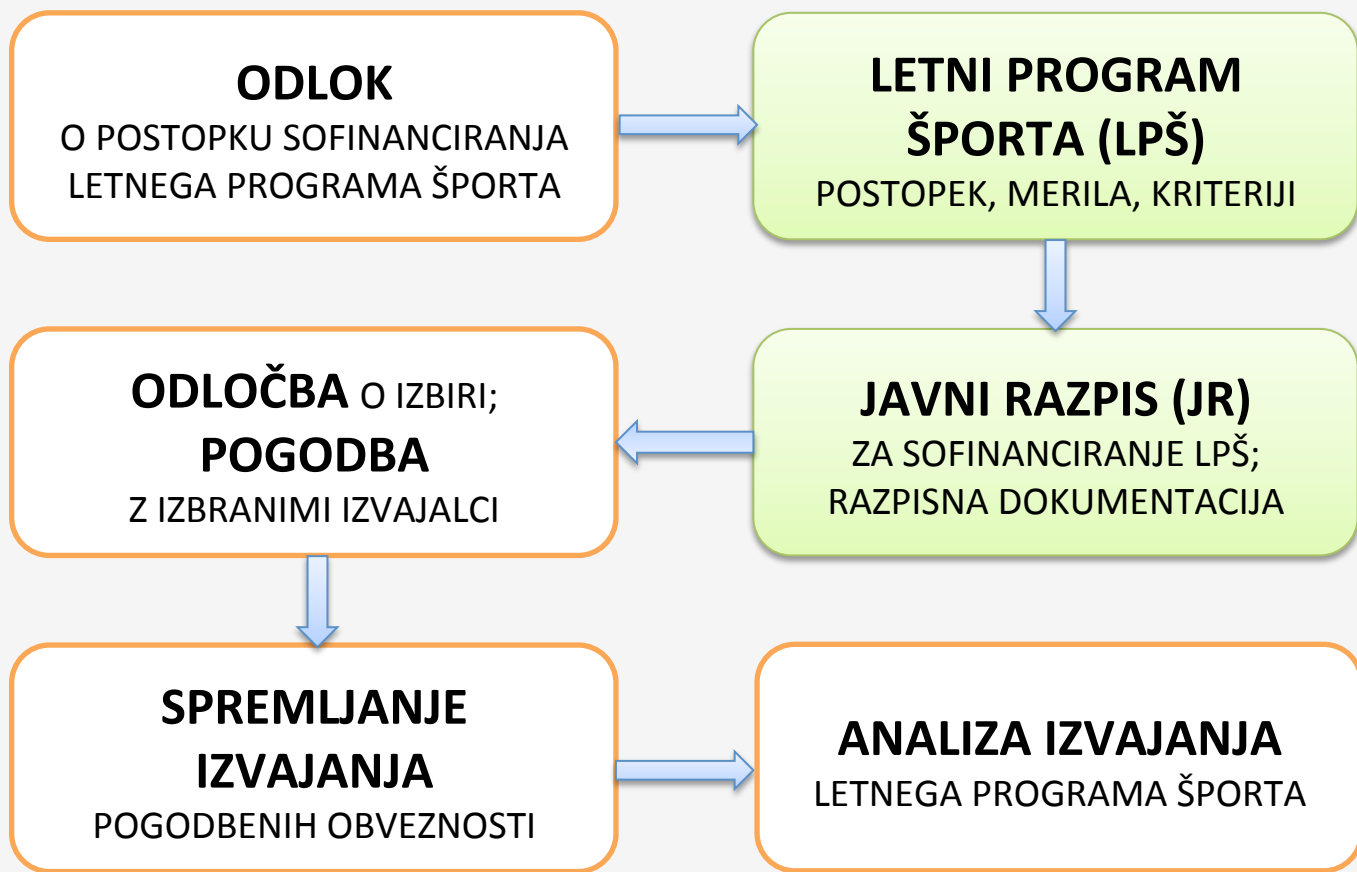 ODLOK
O POSTOPKU SOFINANCIRANJA
LETNEGA PROGRAMA ŠPORTA
LETNI PROGRAM
ŠPORTA (LPŠ)
POSTOPEK, MERILA, KRITERIJI
JAVNI RAZPIS (JR)
ZA SOFINANCIRANJE LPŠ;
RAZPISNA DOKUMENTACIJA
ODLOČBA O IZBIRI;
POGODBA
Z IZBRANIMI IZVAJALCI
SPREMLJANJE
IZVAJANJA
POGODBENIH OBVEZNOSTI
ANALIZA IZVAJANJA
LETNEGA PROGRAMA ŠPORTA